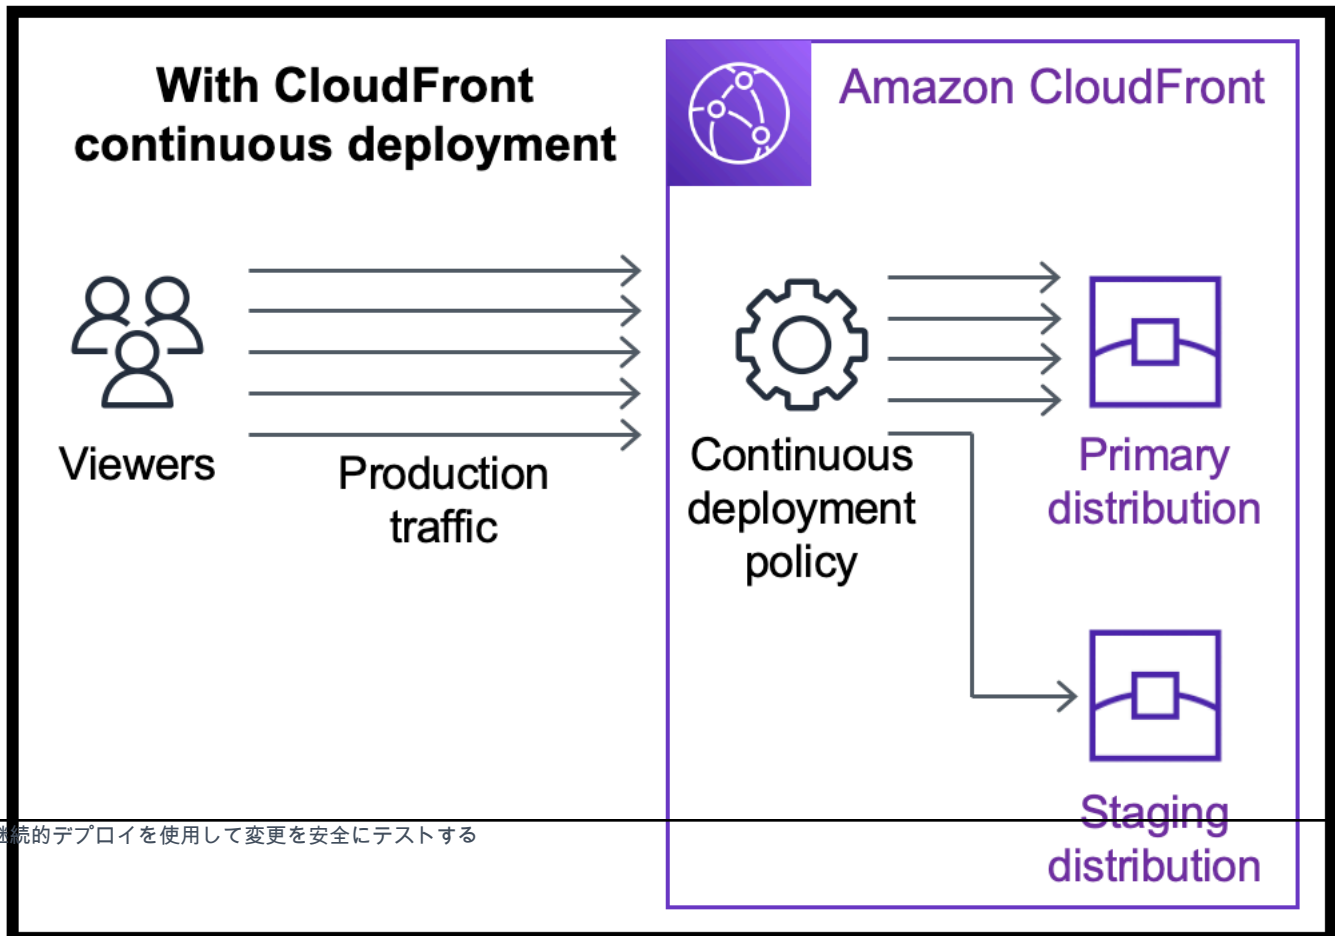 With CloudFront
continuous deployment
Amazon CloudFront
Viewers
Production
traffic
Continuous
deployment
policy
Primary
distribution
Staging
distribution
続的デプロイを使用して変更を安全にテストする